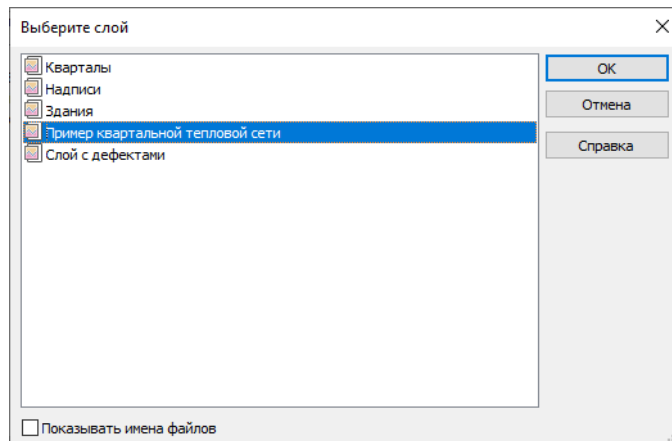 Выберите слой
Кварталы
Надписи
Здания
Пример квартальной тепловой сети
Слой с дефектами
OK
Отмена
Справка
Показывать имена файлов